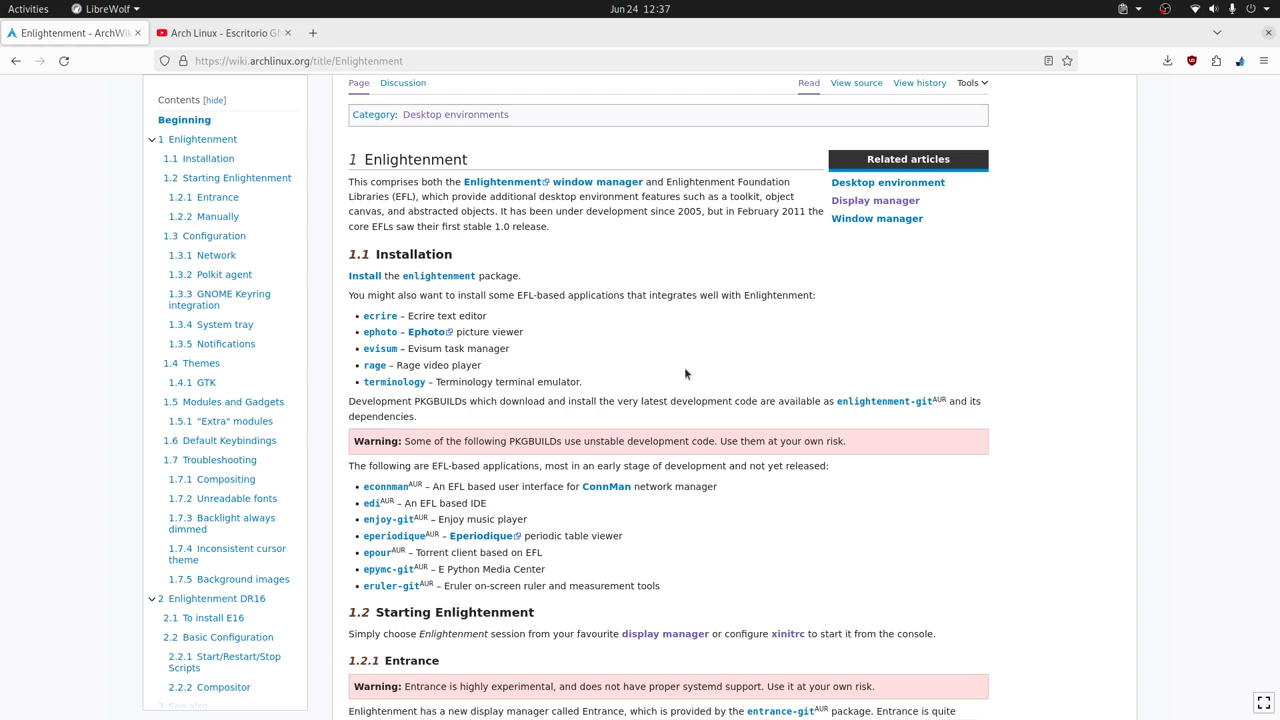 Activities LibreWolf Jun 24 12:37
Enlightenment - ArchWik Arch Linux - Escritorio GN
https://wiki.archlinux.org/title/Enlightenment
Contents [hide]
Beginning
1 Enlightenment
1.1 Installation
1.2 Starting Enlightenment
1.2.1 Entrance
1.2.2 Manually
1.3 Configuration
1.3.1 Network
1.3.2 Polkit agent
1.3.3 GNOME Keyring
integration
1.3.4 System tray
1.3.5 Notifications
1.4 Themes
1.4.1 GTK
1.5 Modules and Gadgets
1.5.1 "Extra" modules
1.6 Default Keybindings
1.7 Troubleshooting
1.7.1 Compositing
1.7.2 Unreadable fonts
1.7.3 Backlight always
dimmed
1.7.4 Inconsistent cursor
theme
1.7.5 Background images
2 Enlightenment DR16
2.1 To install E16
2.2 Basic Configuration
2.2.1 Start/Restart/Stop
Scripts
2.2.2 Compositor
3 See also
Page Discussion Read View source View history Tools
Category: Desktop environments
1 Enlightenment
This comprises both the Enlightenment window manager and Enlightenment Foundation
Libraries (EFL), which provide additional desktop environment features such as a toolkit, object
canvas, and abstracted objects. It has been under development since 2005, but in February 2011 the
core EFLs saw their first stable 1.0 release.
Related articles
Desktop environment
Display manager
Window manager
1.1 Installation
Install the enlightenment package.
You might also want to install some EFL-based applications that integrates well with Enlightenment:
• ecrire – Ecrire text editor
• ephoto – Ephoto picture viewer
• evisum – Evisum task manager
• rage – Rage video player
• terminology – Terminology terminal emulator.
Development PKGBUILDs which download and install the very latest development code are available as enlightenment-gitAUR and its
dependencies.
Warning: Some of the following PKGBUILDs use unstable development code. Use them at your own risk.
The following are EFL-based applications, most in an early stage of development and not yet released:
• econnmanAUR – An EFL based user interface for ConnMan network manager
• ediAUR – An EFL based IDE
• enjoy-gitAUR – Enjoy music player
• eperiodiqueAUR – Eperiodique periodic table viewer
• epourAUR – Torrent client based on EFL
• epymc-gitAUR – E Python Media Center
• eruler-gitAUR – Eruler on-screen ruler and measurement tools
1.2 Starting Enlightenment
Simply choose Enlightenment session from your favourite display manager or configure xinitrc to start it from the console.
1.2.1 Entrance
Warning: Entrance is highly experimental, and does not have proper systemd support. Use it at your own risk.
Enlightenment has a new display manager called Entrance, which is provided by the entrance-gitAUR package. Entrance is quite